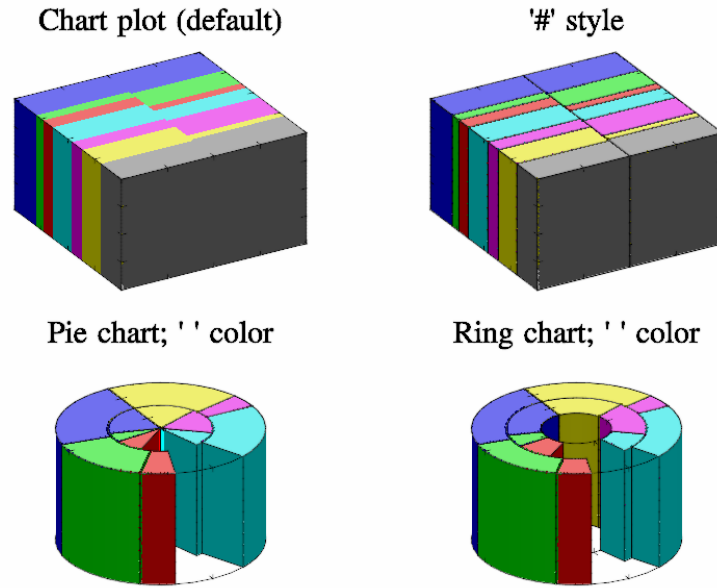 Chart plot (default)
'#' style
Pie chart; ' ' color
Ring chart; ' ' color